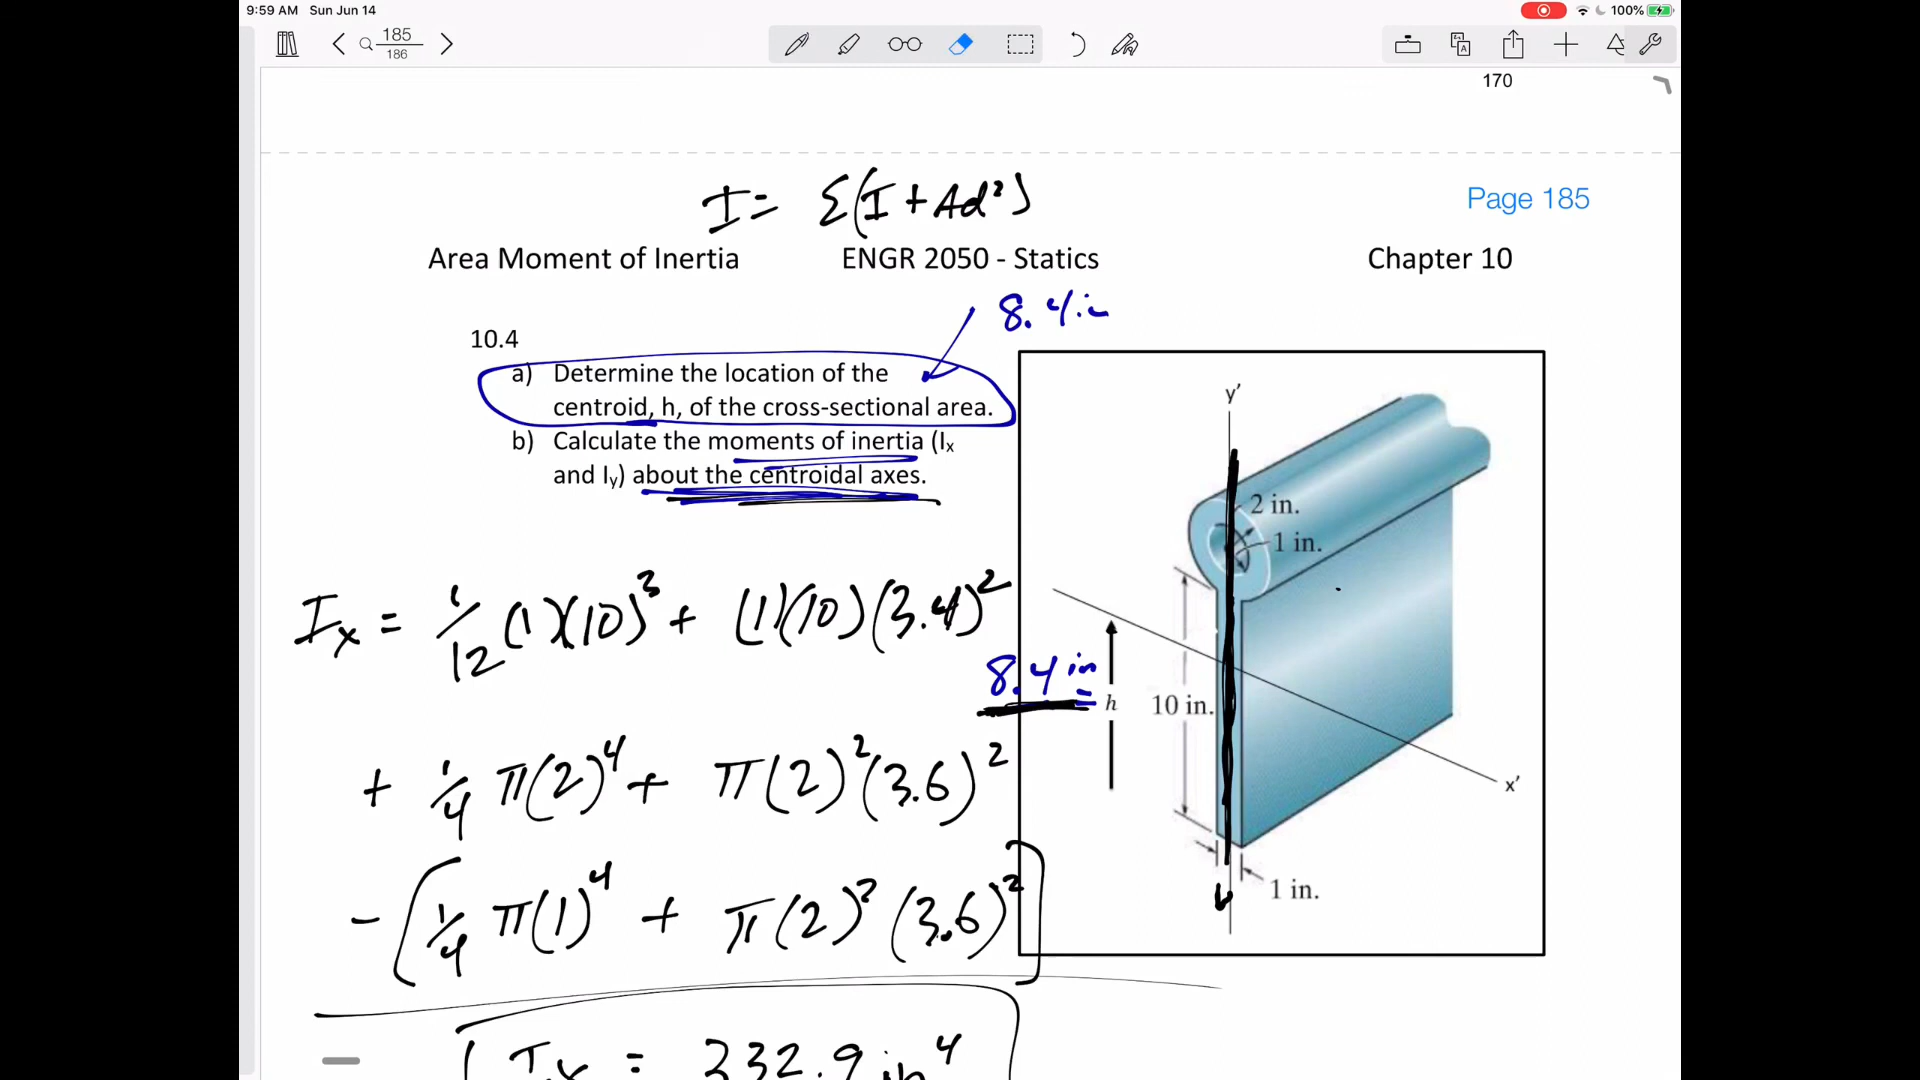 9:59 AM Sun Jun 14
100%
185
186
170
I = Σ(I + Ad²)
Page 185
Area Moment of Inertia ENGR 2050 - Statics Chapter 10
8.4 in
10.4
a) Determine the location of the
centroid, h, of the cross-sectional area.
b) Calculate the moments of inertia (Iₓ
and Iᵧ) about the centroidal axes.
y'
2 in.
1 in.
Iₓ = 1/12 (1)(10)³ + (1)(10)(3.4)²
8.4 in
h
10 in.
+ 1/4 π(2)⁴ + π(2)²(3.6)²
x'
1 in.
- [1/4 π(1)⁴ + π(2)² (3.6)²]
Iₓ = 332.9 in⁴